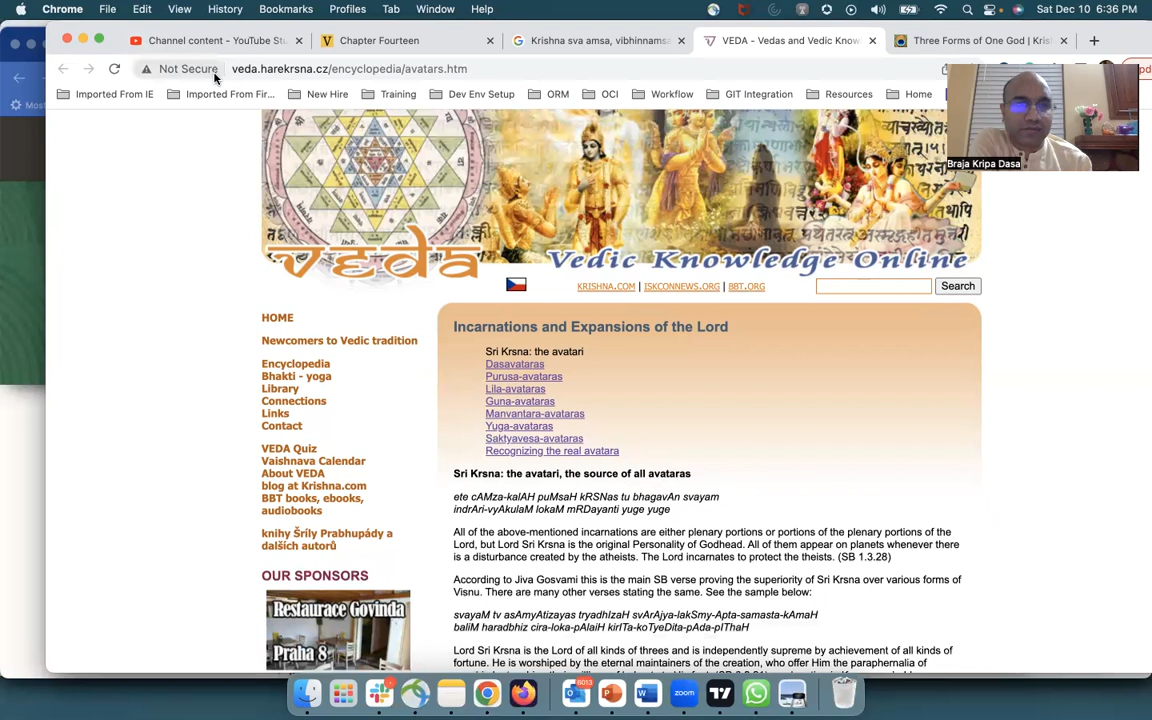 Chrome File Edit View History Bookmarks Profiles Tab Window Help
Sat Dec 10 6:36 PM
Channel content - YouTube Stu
Chapter Fourteen
Krishna sva amsa, vibhinnamsa
VEDA - Vedas and Vedic Know
Three Forms of One God | Kris
Not Secure veda.harekrsna.cz/encyclopedia/avatars.htm
Imported From IE Imported From Fir... New Hire Training Dev Env Setup ORM OCI Workflow GIT Integration Resources Home
Braja Kripa Dasa
veda
Vedic Knowledge Online
KRISHNA.COM | ISKCONNEWS.ORG | BBT.ORG
Search
HOME
Newcomers to Vedic tradition
Encyclopedia
Bhakti - yoga
Library
Connections
Links
Contact
VEDA Quiz
Vaishnava Calendar
About VEDA
blog at Krishna.com
BBT books, ebooks,
audiobooks
knihy Šríly Prabhupády a
dalších autorů
OUR SPONSORS
Restaurace Govinda
Praha 8
Incarnations and Expansions of the Lord
Sri Krsna: the avatari
Dasavataras
Purusa-avataras
Lila-avataras
Guna-avataras
Manvantara-avataras
Yuga-avataras
Saktyavesa-avataras
Recognizing the real avatara
Sri Krsna: the avatari, the source of all avataras
ete cAMza-kalAH puMsaH kRSNas tu bhagavAn svayam
indrAri-vyAkulaM lokaM mRDayanti yuge yuge
All of the above-mentioned incarnations are either plenary portions or portions of the plenary portions of the
Lord, but Lord Sri Krsna is the original Personality of Godhead. All of them appear on planets whenever there
is a disturbance created by the atheists. The Lord incarnates to protect the theists. (SB 1.3.28)
According to Jiva Gosvami this is the main SB verse proving the superiority of Sri Krsna over various forms of
Visnu. There are many other verses stating the same. See the sample below:
svayaM tv asAmyAtizayas tryadhIzaH svArAjya-lakSmy-Apta-samasta-kAmaH
baliM haradbhiz cira-loka-pAlaiH kirITa-koTyeDita-pAda-pIThaH
Lord Sri Krsna is the Lord of all kinds of threes and is independently supreme by achievement of all kinds of
fortune. He is worshiped by the eternal maintainers of the creation, who offer Him the paraphernalia of
6013
zoom